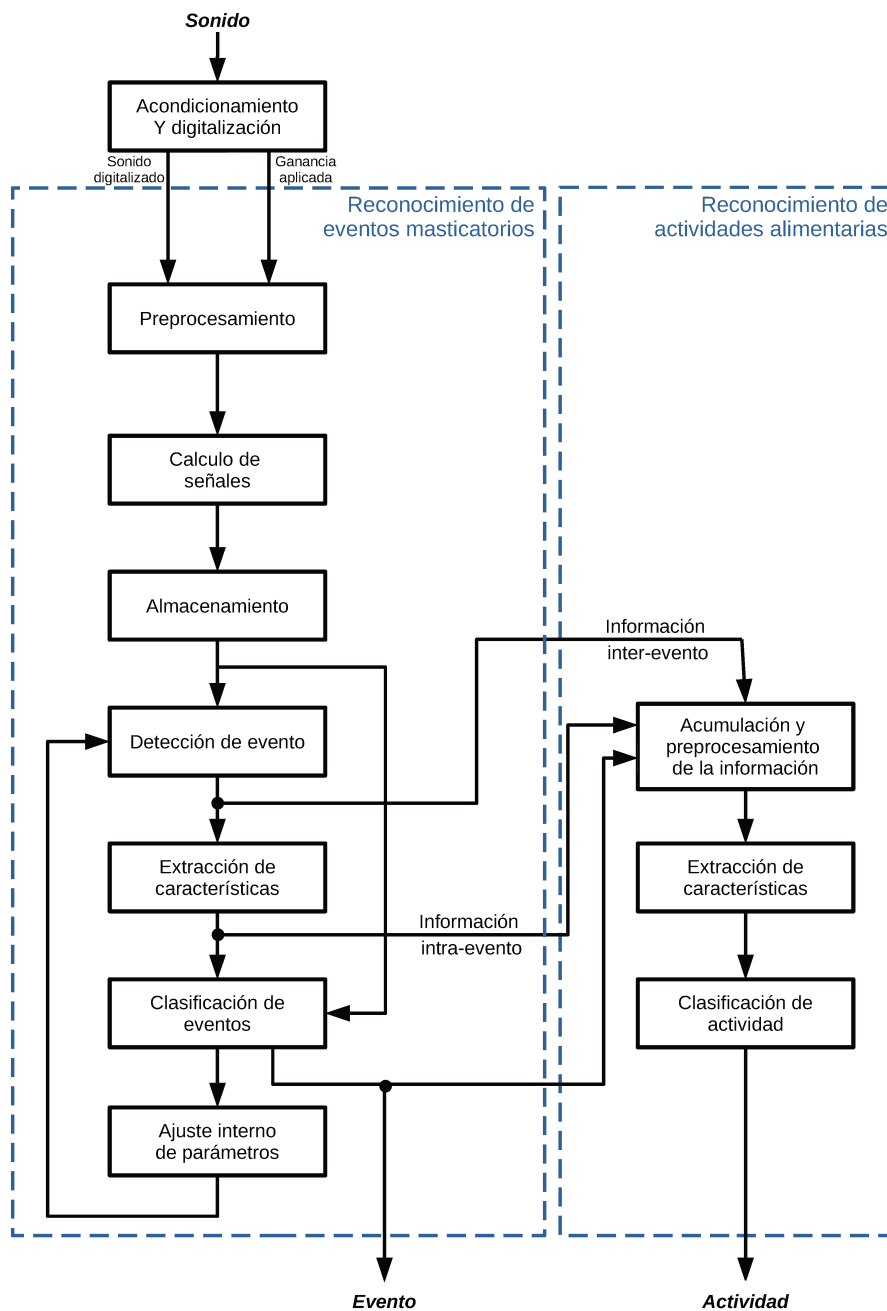 Sonido
Acondicionamiento
Y digitalización
Sonido
digitalizado
Ganancia
aplicada
Reconocimiento de
eventos masticatorios
Reconocimiento de
actividades alimentarias
Preprocesamiento
Calculo de
señales
Almacenamiento
Información
inter-evento
Detección de evento
Acumulación y
preprocesamiento
de la información
Extracción de
características
Extracción de
características
Información
intra-evento
Clasificación de
eventos
Clasificación de
actividad
Ajuste interno
de parámetros
Evento
Actividad